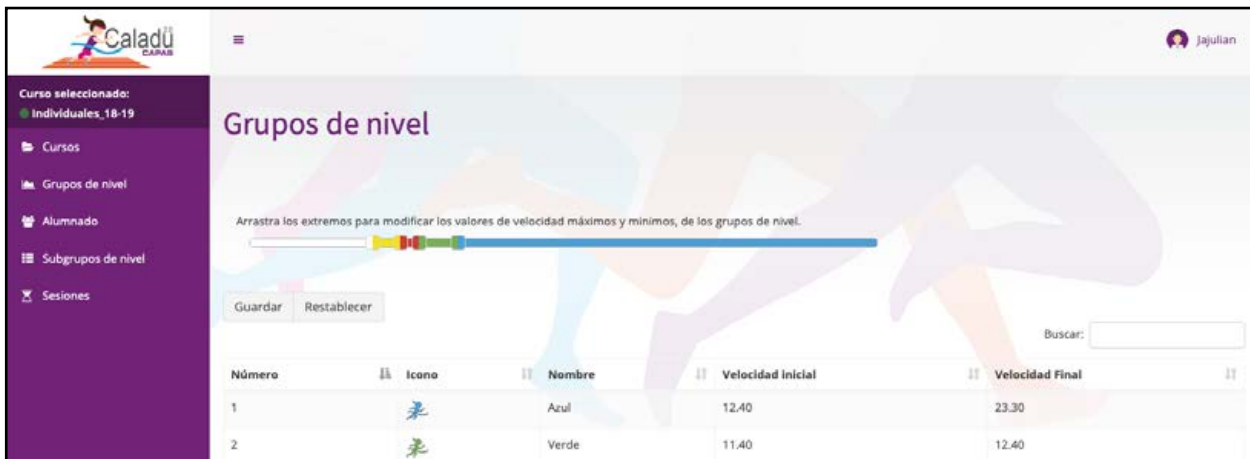 Caladü
CAPAS
Jajulian
Curso seleccionado:
Individuales_18-19
Cursos
Grupos de nivel
Alumnado
Subgrupos de nivel
Sesiones
Grupos de nivel
Arrastra los extremos para modificar los valores de velocidad máximos y minimos, de los grupos de nivel.
Guardar Restablecer
Buscar:
Número Icono Nombre Velocidad inicial Velocidad Final
1 Azul 12.40 23.30
2 Verde 11.40 12.40